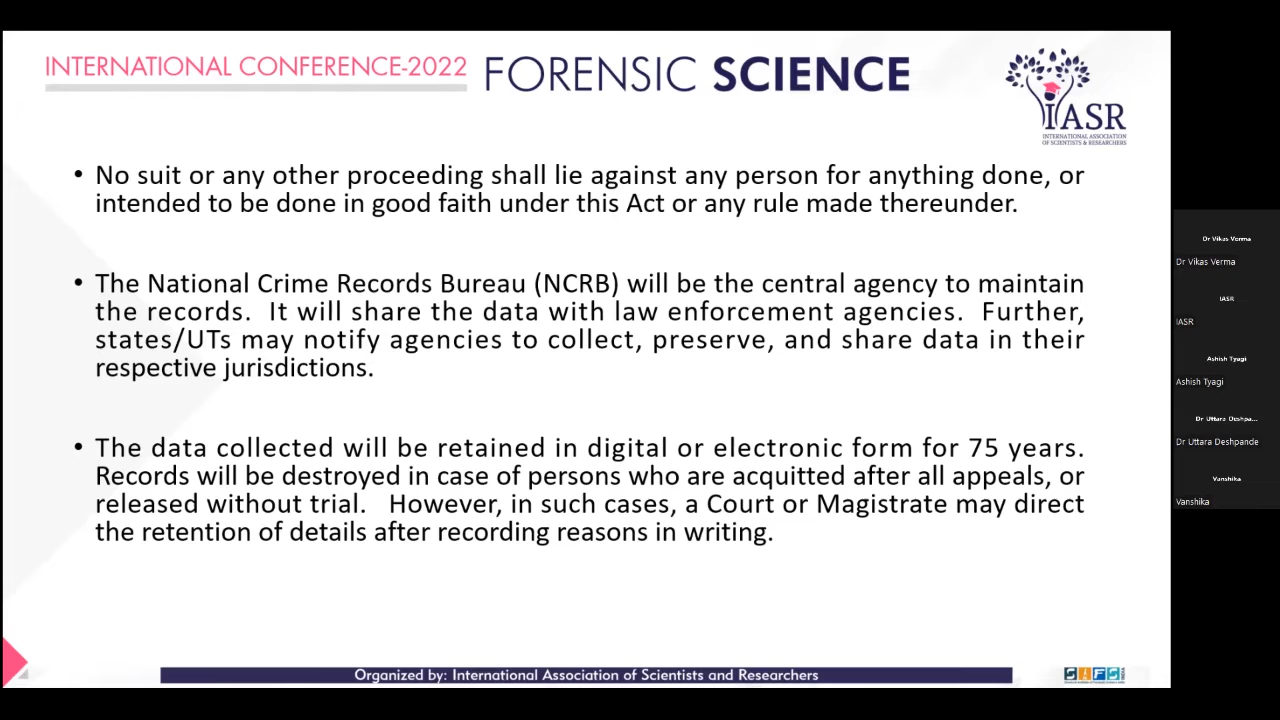 INTERNATIONAL CONFERENCE-2022 FORENSIC SCIENCE
IASR
INTERNATIONAL ASSOCIATION
OF SCIENTISTS & RESEARCHERS
• No suit or any other proceeding shall lie against any person for anything done, or
intended to be done in good faith under this Act or any rule made thereunder.
• The National Crime Records Bureau (NCRB) will be the central agency to maintain
the records. It will share the data with law enforcement agencies. Further,
states/UTs may notify agencies to collect, preserve, and share data in their
respective jurisdictions.
• The data collected will be retained in digital or electronic form for 75 years.
Records will be destroyed in case of persons who are acquitted after all appeals, or
released without trial. However, in such cases, a Court or Magistrate may direct
the retention of details after recording reasons in writing.
Organized by: International Association of Scientists and Researchers
SIFS
Dr Vikas Verma
Dr Vikas Verma
IASR
IASR
Ashish Tyagi
Ashish Tyagi
Dr Uttara Deshpa...
Dr Uttara Deshpande
Vanshika
Vanshika